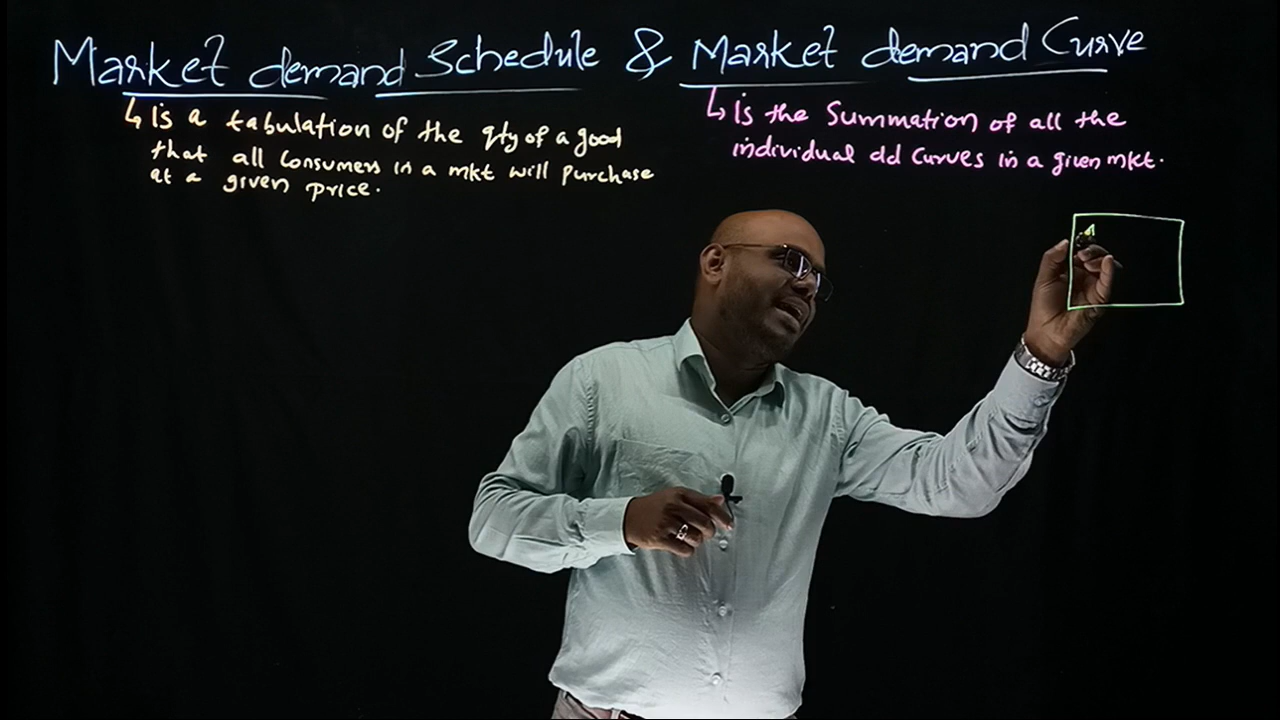 Market demand Schedule & Market demand Curve
↳ Is a tabulation of the qty of a good
that all Consumers in a mkt will purchase
at a given price.
↳ Is the Summation of all the
individual dd Curves in a given mkt.